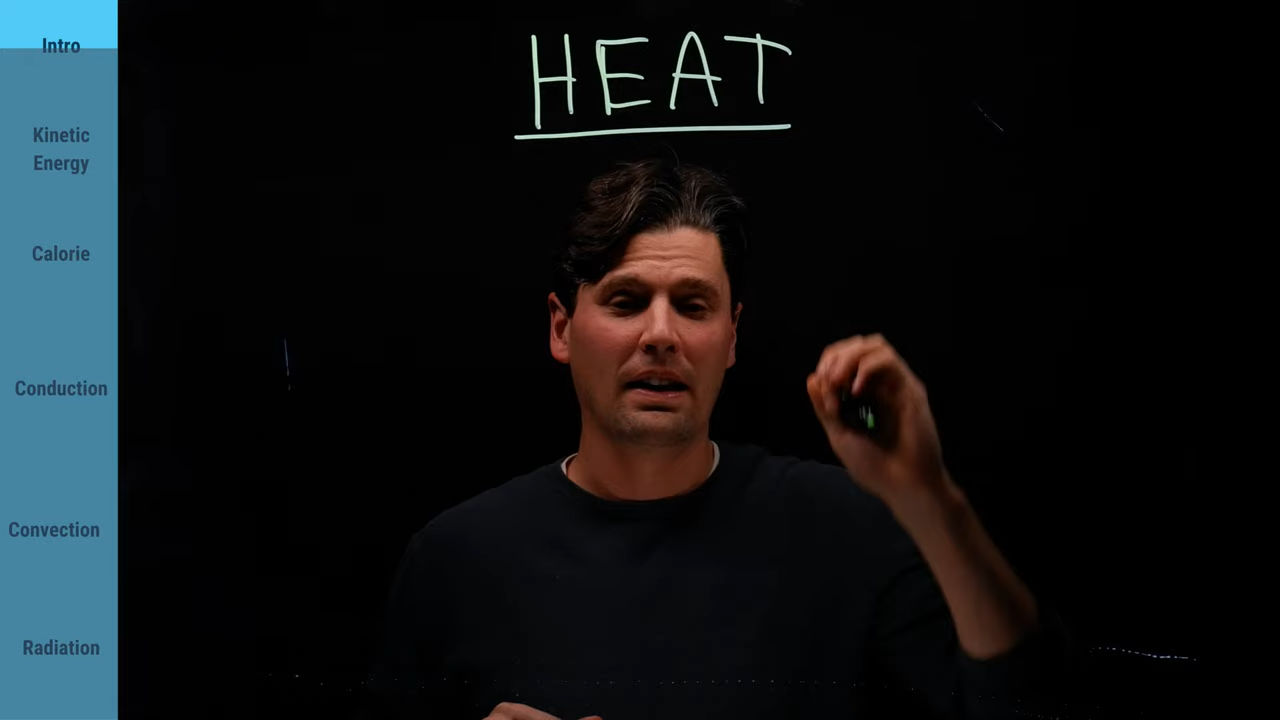 HEAT
Intro
Kinetic
Energy
Calorie
Conduction
Convection
Radiation